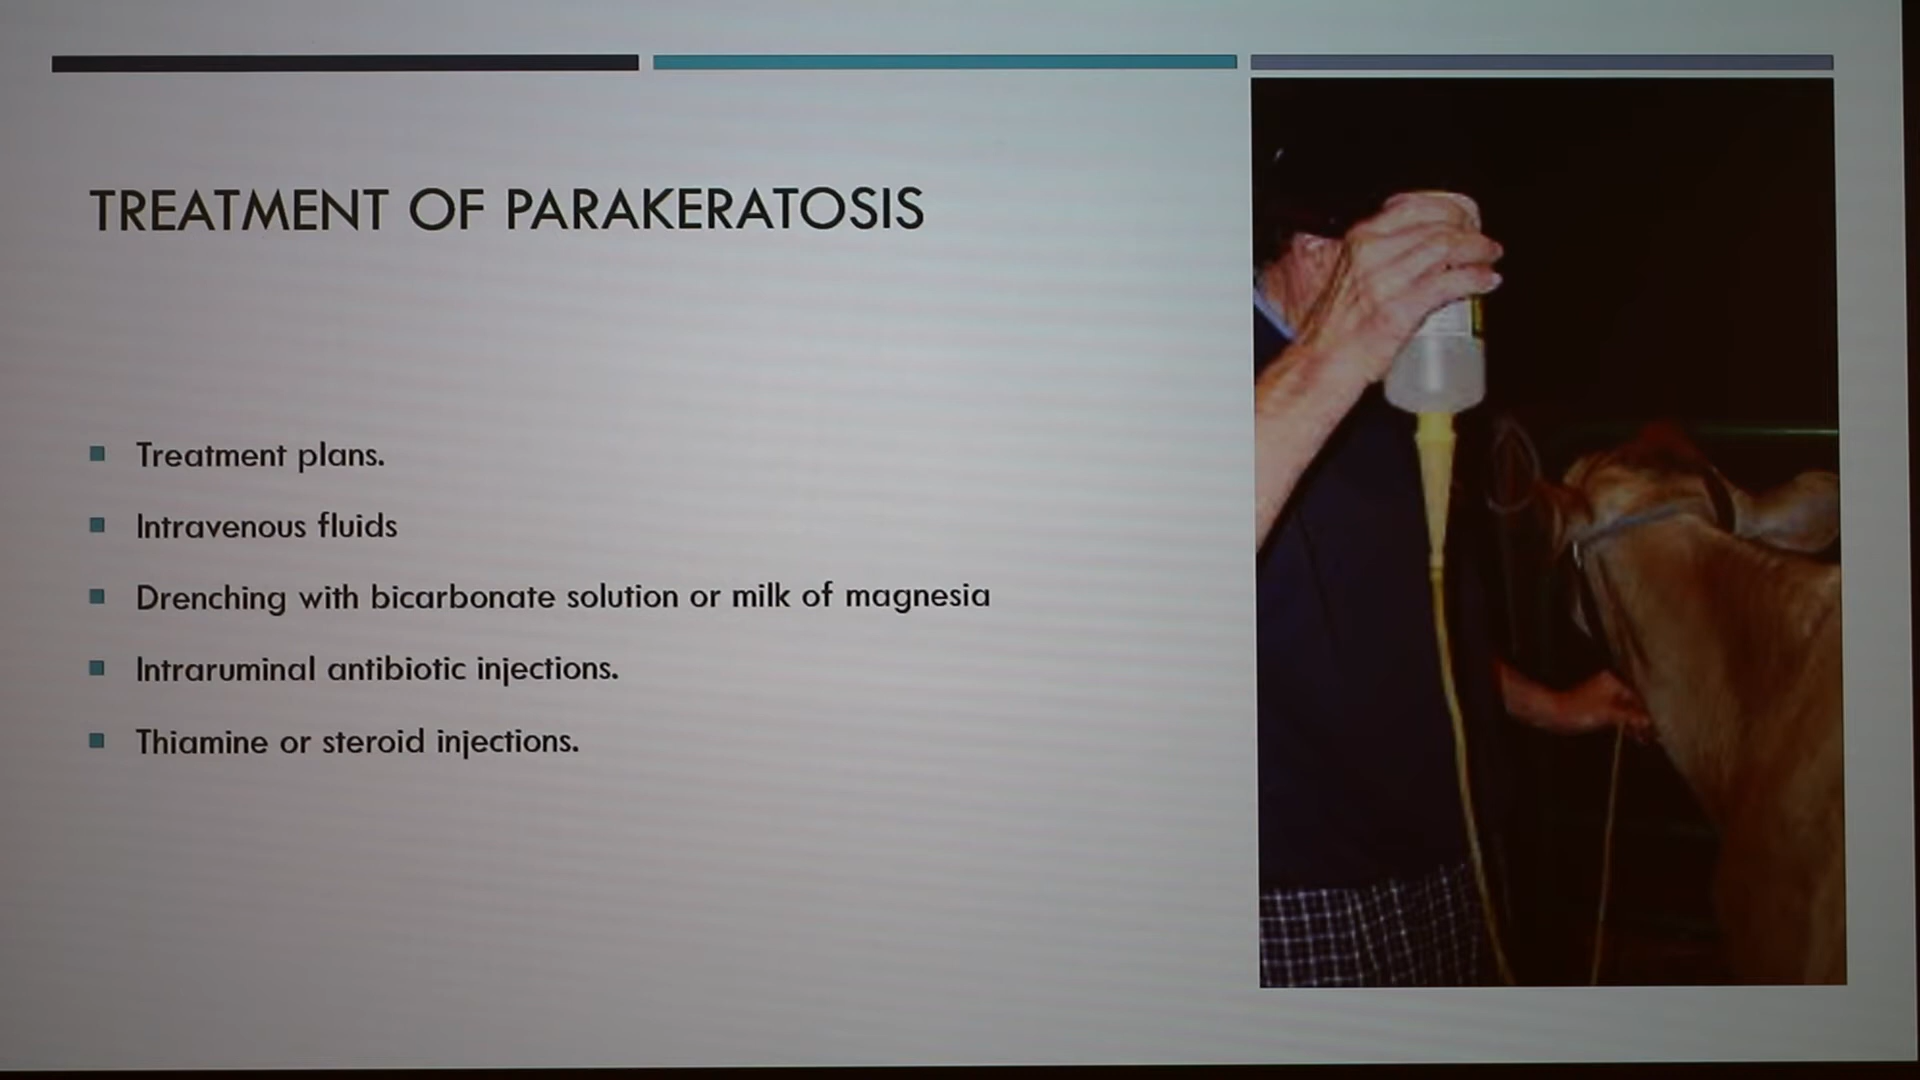 TREATMENT OF PARAKERATOSIS
Treatment plans.
Intravenous fluids
Drenching with bicarbonate solution or milk of magnesia
Intraruminal antibiotic injections.
Thiamine or steroid injections.